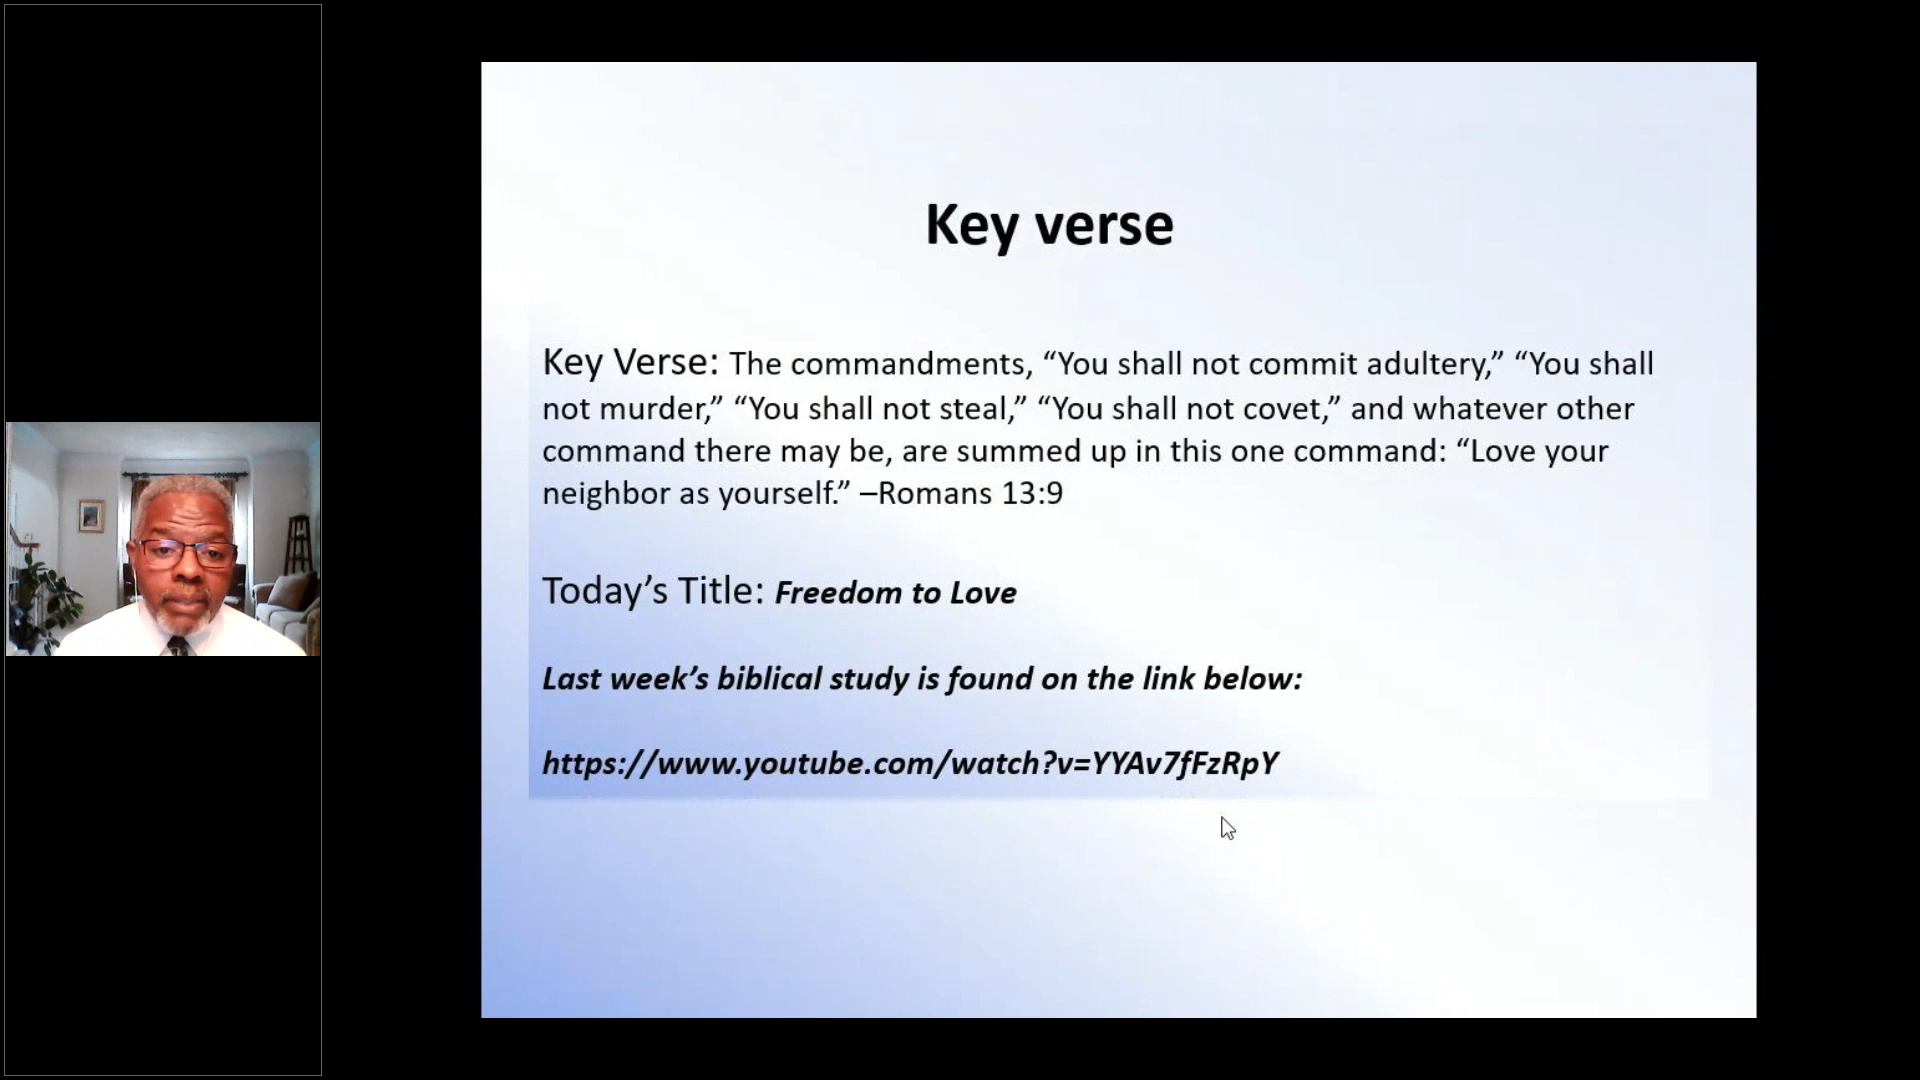 Key verse
Key Verse: The commandments, “You shall not commit adultery,” “You shall
not murder,” “You shall not steal,” “You shall not covet,” and whatever other
command there may be, are summed up in this one command: “Love your
neighbor as yourself.” –Romans 13:9
Today’s Title: Freedom to Love
Last week’s biblical study is found on the link below:
https://www.youtube.com/watch?v=YYAv7fFzRpY